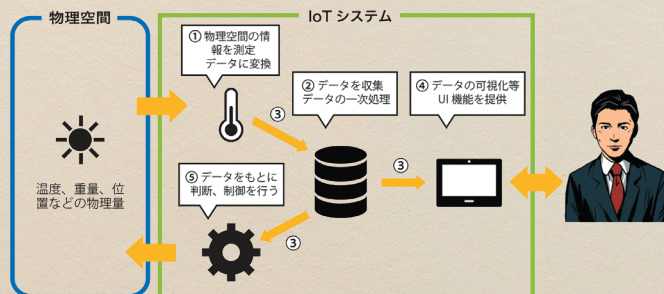 物理空間
IoT システム
① 物理空間の情
報を測定
データに変換
② データを収集
データの一次処理
④ データの可視化等
UI 機能を提供
③
③
⑤ データをもとに
判断、制御を行う
温度、重量、位
置などの物理量
③